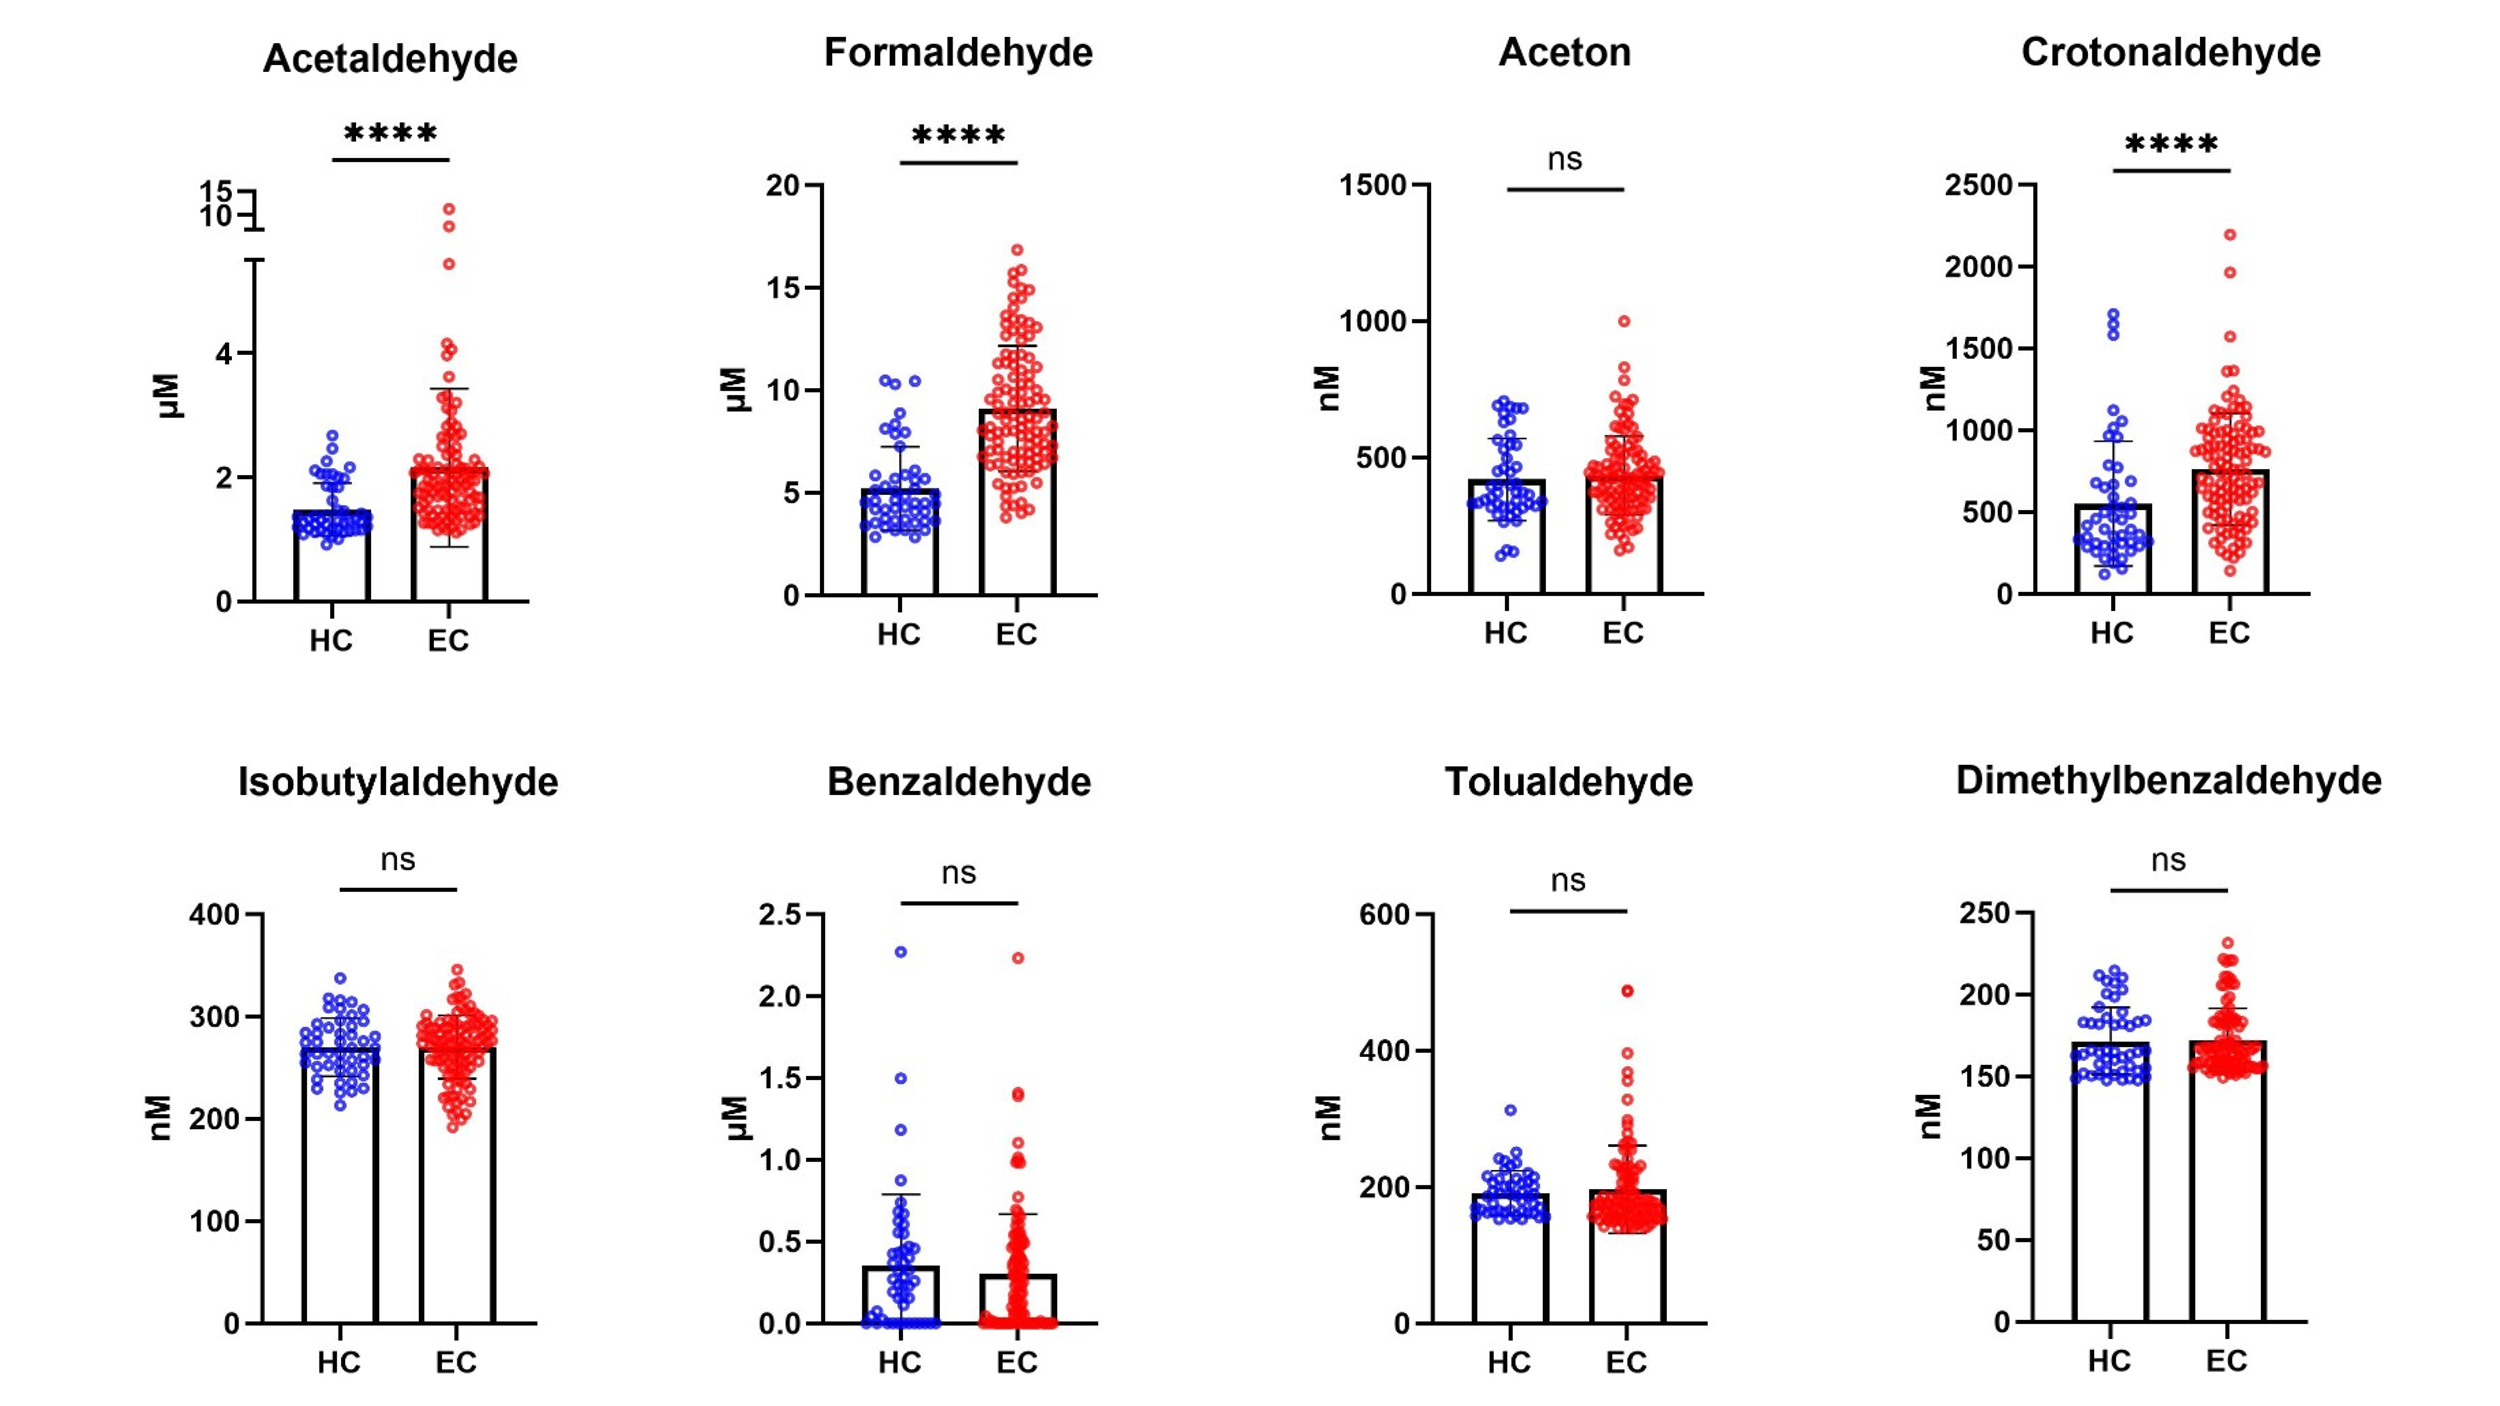 Acetaldehyde
****
15
10
4
2
0
µM
HC
EC
Formaldehyde
****
20
15
10
5
0
µM
HC
EC
Aceton
ns
1500
1000
500
0
nM
HC
EC
Crotonaldehyde
****
2500
2000
1500
1000
500
0
nM
HC
EC
Isobutylaldehyde
ns
400
300
200
100
0
nM
HC
EC
Benzaldehyde
ns
2.5
2.0
1.5
1.0
0.5
0.0
µM
HC
EC
Tolualdehyde
ns
600
400
200
0
nM
HC
EC
Dimethylbenzaldehyde
ns
250
200
150
100
50
0
nM
HC
EC